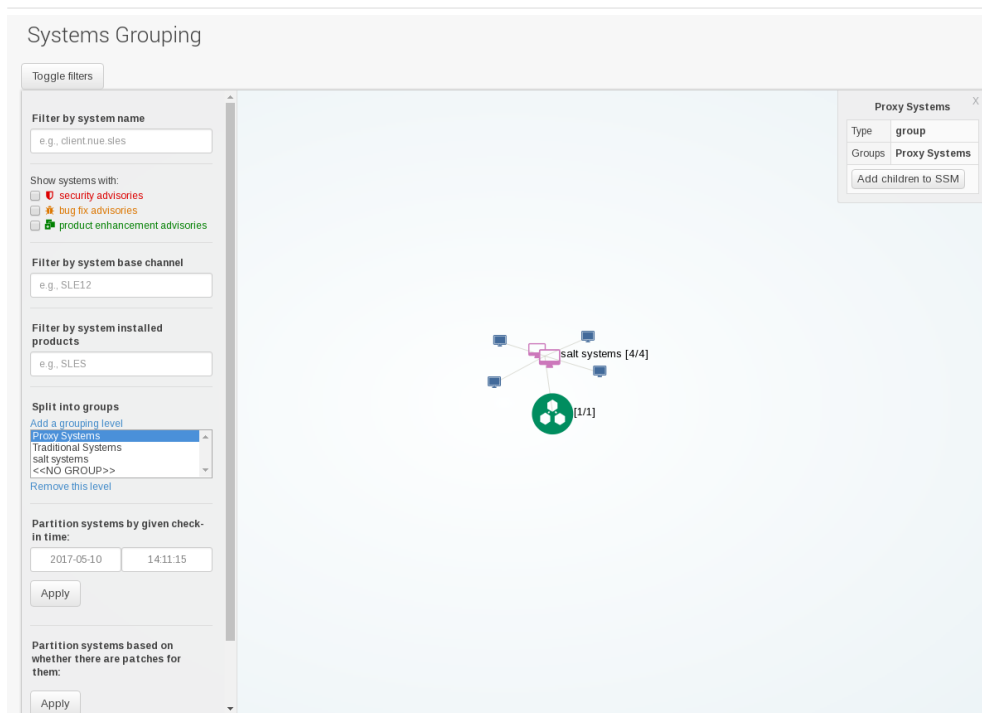 Systems Grouping
Toggle filters
Filter by system name
e.g., client.nue.sles
Show systems with:
security advisories
bug fix advisories
product enhancement advisories
Filter by system base channel
e.g., SLE12
Filter by system installed
products
e.g., SLES
Split into groups
Add a grouping level
Proxy Systems
Traditional Systems
salt systems
<<NO GROUP>>
Remove this level
Partition systems by given check-
in time:
2017-05-10 14:11:15
Apply
Partition systems based on
whether there are patches for
them:
Apply
salt systems [4/4]
[1/1]
X
Proxy Systems
Type group
Groups Proxy Systems
Add children to SSM